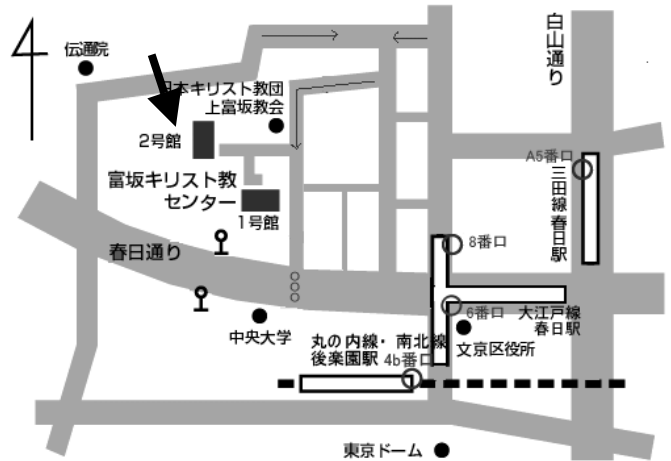 白山通り
伝通院
日本キリスト教団
上富坂教会
2号館
A5番口
富坂キリスト教
センター
三田線春日駅
1号館
8番口
春日通り
6番口
大江戸線
春日駅
中央大学
丸の内線・南北線
後楽園駅
4b番口
文京区役所
東京ドーム